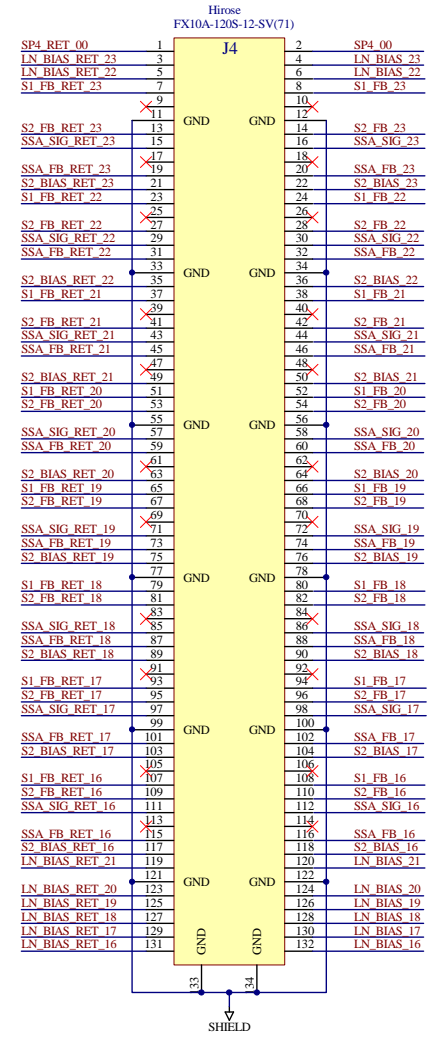 Hirose
FX10A-120S-12-SV(71)
J4
SP4_RET_00 1 2 SP4_00
LN_BIAS_RET_23 3 4 LN_BIAS_23
LN_BIAS_RET_22 5 6 LN_BIAS_22
S1_FB_RET_23 7 8 S1_FB_23
9 10
11 GND GND 12
S2_FB_RET_23 13 14 S2_FB_23
SSA_SIG_RET_23 15 16 SSA_SIG_23
17 18
SSA_FB_RET_23 19 20 SSA_FB_23
S2_BIAS_RET_23 21 22 S2_BIAS_23
S1_FB_RET_22 23 24 S1_FB_22
25 26
S2_FB_RET_22 27 28 S2_FB_22
SSA_SIG_RET_22 29 30 SSA_SIG_22
SSA_FB_RET_22 31 32 SSA_FB_22
33 GND GND 34
S2_BIAS_RET_22 35 36 S2_BIAS_22
S1_FB_RET_21 37 38 S1_FB_21
39 40
S2_FB_RET_21 41 42 S2_FB_21
SSA_SIG_RET_21 43 44 SSA_SIG_21
SSA_FB_RET_21 45 46 SSA_FB_21
47 48
S2_BIAS_RET_21 49 50 S2_BIAS_21
S1_FB_RET_20 51 52 S1_FB_20
S2_FB_RET_20 53 54 S2_FB_20
55 GND GND 56
SSA_SIG_RET_20 57 58 SSA_SIG_20
SSA_FB_RET_20 59 60 SSA_FB_20
61 62
S2_BIAS_RET_20 63 64 S2_BIAS_20
S1_FB_RET_19 65 66 S1_FB_19
S2_FB_RET_19 67 68 S2_FB_19
69 70
SSA_SIG_RET_19 71 72 SSA_SIG_19
SSA_FB_RET_19 73 74 SSA_FB_19
S2_BIAS_RET_19 75 76 S2_BIAS_19
77 GND GND 78
S1_FB_RET_18 79 80 S1_FB_18
S2_FB_RET_18 81 82 S2_FB_18
83 84
SSA_SIG_RET_18 85 86 SSA_SIG_18
SSA_FB_RET_18 87 88 SSA_FB_18
S2_BIAS_RET_18 89 90 S2_BIAS_18
91 92
S1_FB_RET_17 93 94 S1_FB_17
S2_FB_RET_17 95 96 S2_FB_17
SSA_SIG_RET_17 97 98 SSA_SIG_17
99 GND GND 100
SSA_FB_RET_17 101 102 SSA_FB_17
S2_BIAS_RET_17 103 104 S2_BIAS_17
105 106
S1_FB_RET_16 107 108 S1_FB_16
S2_FB_RET_16 109 110 S2_FB_16
SSA_SIG_RET_16 111 112 SSA_SIG_16
113 114
SSA_FB_RET_16 115 116 SSA_FB_16
S2_BIAS_RET_16 117 118 S2_BIAS_16
LN_BIAS_RET_21 119 120 LN_BIAS_21
121 GND GND 122
LN_BIAS_RET_20 123 124 LN_BIAS_20
LN_BIAS_RET_19 125 126 LN_BIAS_19
LN_BIAS_RET_18 127 128 LN_BIAS_18
LN_BIAS_RET_17 129 130 LN_BIAS_17
LN_BIAS_RET_16 131 132 LN_BIAS_16
GND GND
133 134
SHIELD